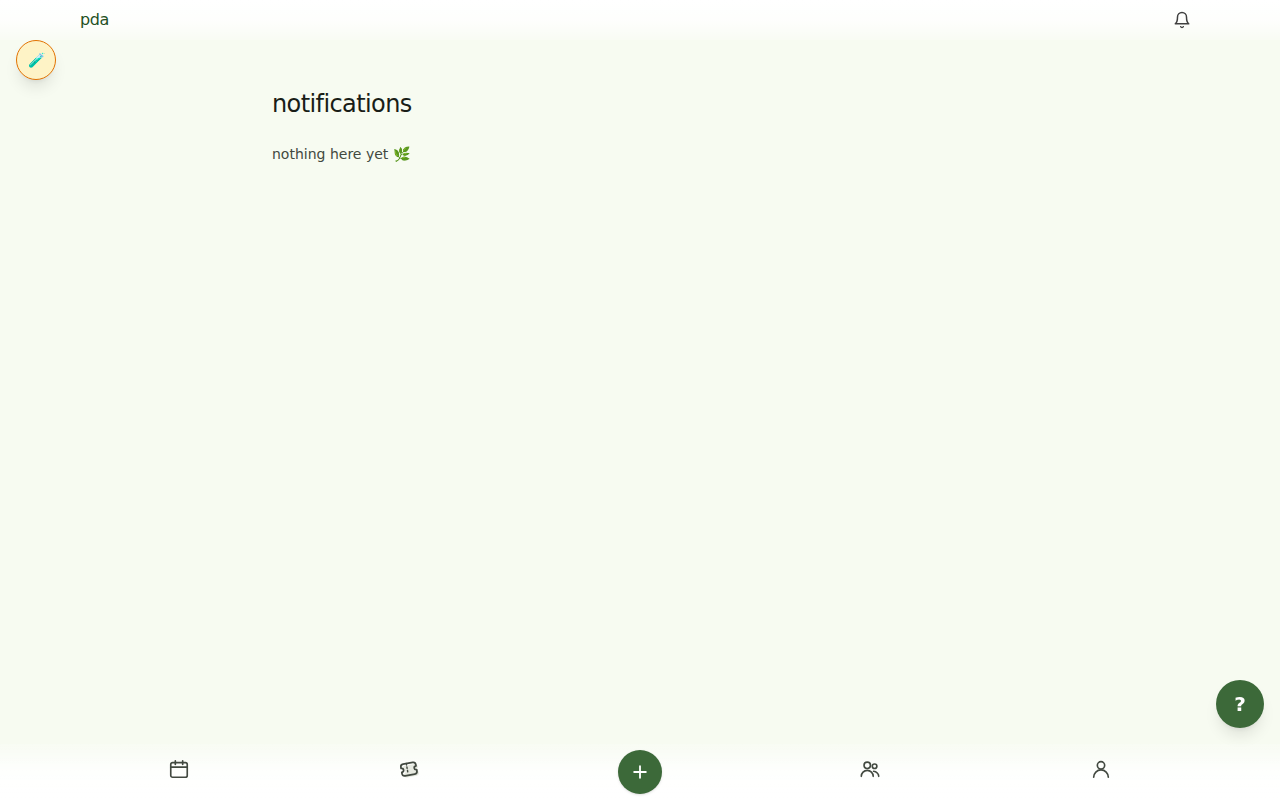 pda
notifications
nothing here yet 🌿
?